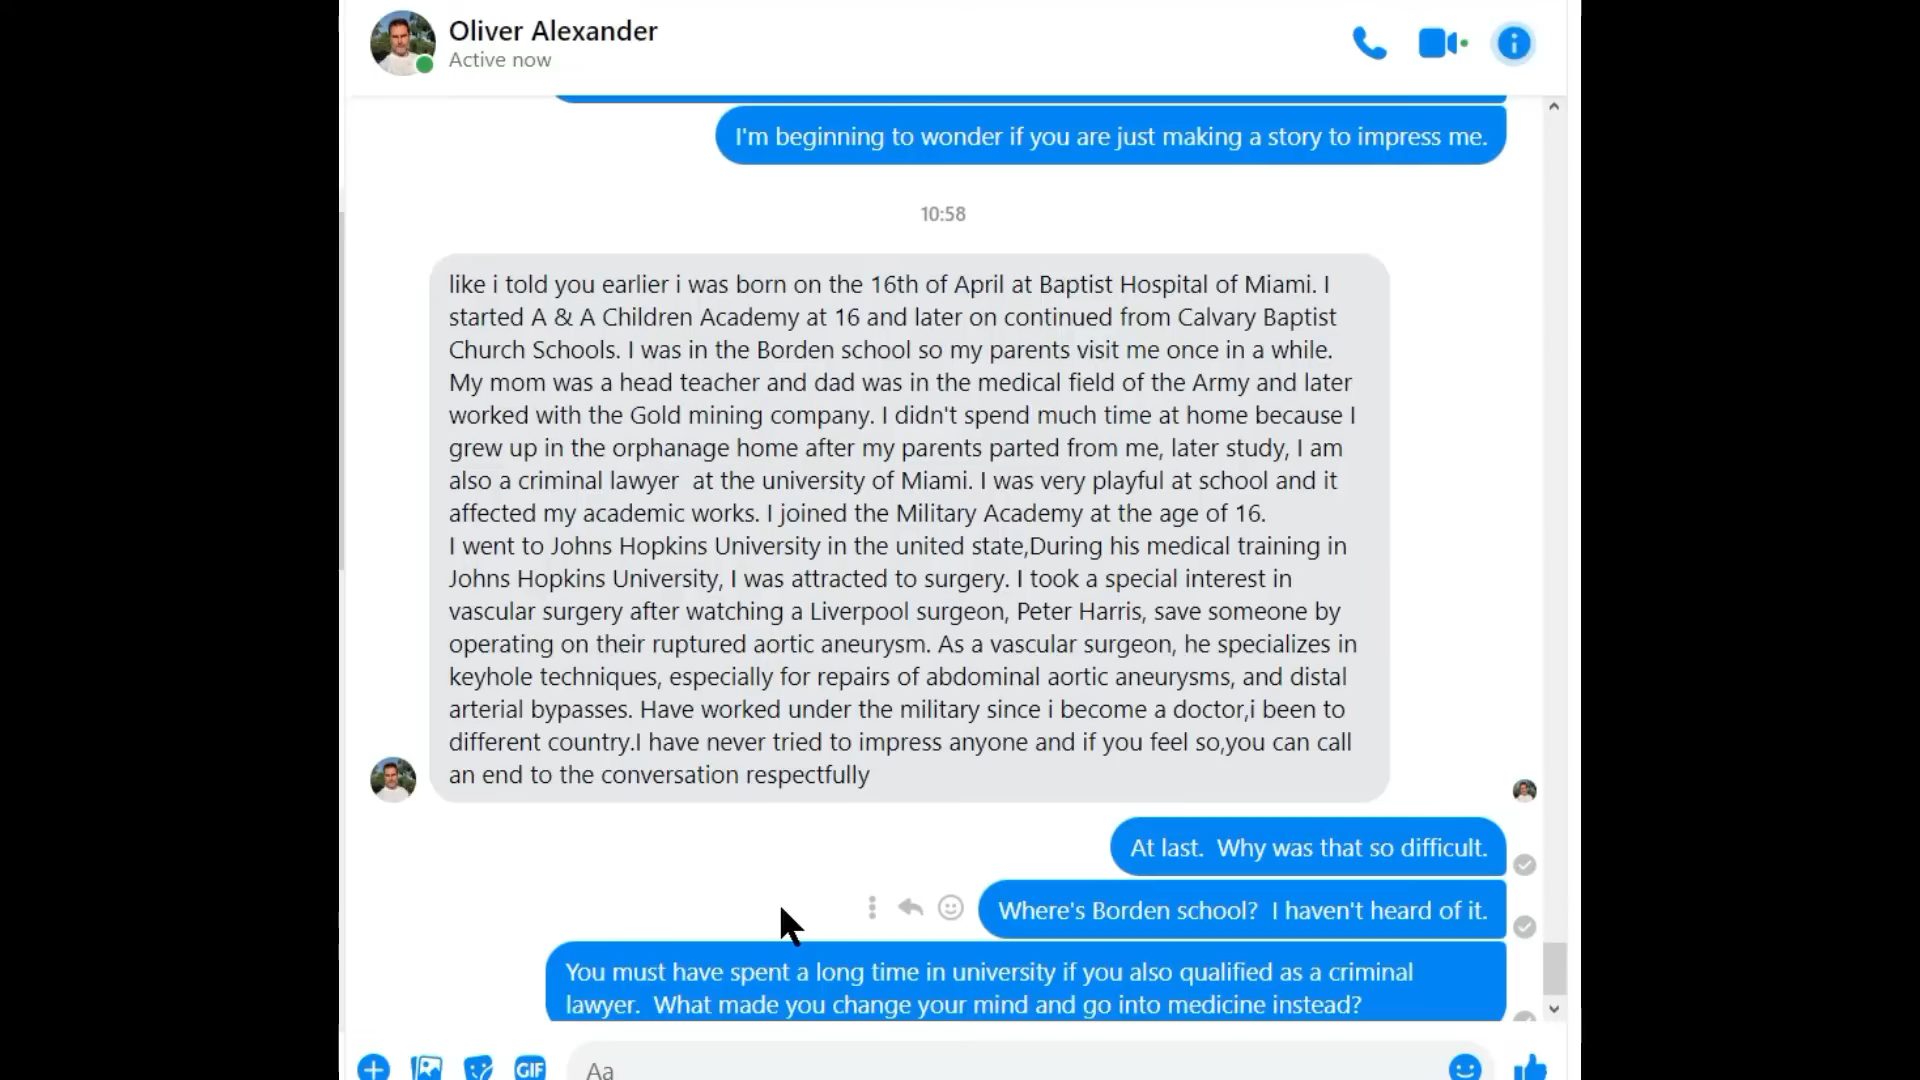 Oliver Alexander
Active now
I'm beginning to wonder if you are just making a story to impress me.
10:58
like i told you earlier i was born on the 16th of April at Baptist Hospital of Miami. I
started A & A Children Academy at 16 and later on continued from Calvary Baptist
Church Schools. I was in the Borden school so my parents visit me once in a while.
My mom was a head teacher and dad was in the medical field of the Army and later
worked with the Gold mining company. I didn't spend much time at home because I
grew up in the orphanage home after my parents parted from me, later study, I am
also a criminal lawyer  at the university of Miami. I was very playful at school and it
affected my academic works. I joined the Military Academy at the age of 16.
I went to Johns Hopkins University in the united state,During his medical training in
Johns Hopkins University, I was attracted to surgery. I took a special interest in
vascular surgery after watching a Liverpool surgeon, Peter Harris, save someone by
operating on their ruptured aortic aneurysm. As a vascular surgeon, he specializes in
keyhole techniques, especially for repairs of abdominal aortic aneurysms, and distal
arterial bypasses. Have worked under the military since i become a doctor,i been to
different country.I have never tried to impress anyone and if you feel so,you can call
an end to the conversation respectfully
At last.  Why was that so difficult.
Where's Borden school?  I haven't heard of it.
You must have spent a long time in university if you also qualified as a criminal
lawyer.  What made you change your mind and go into medicine instead?
GIF
Aa